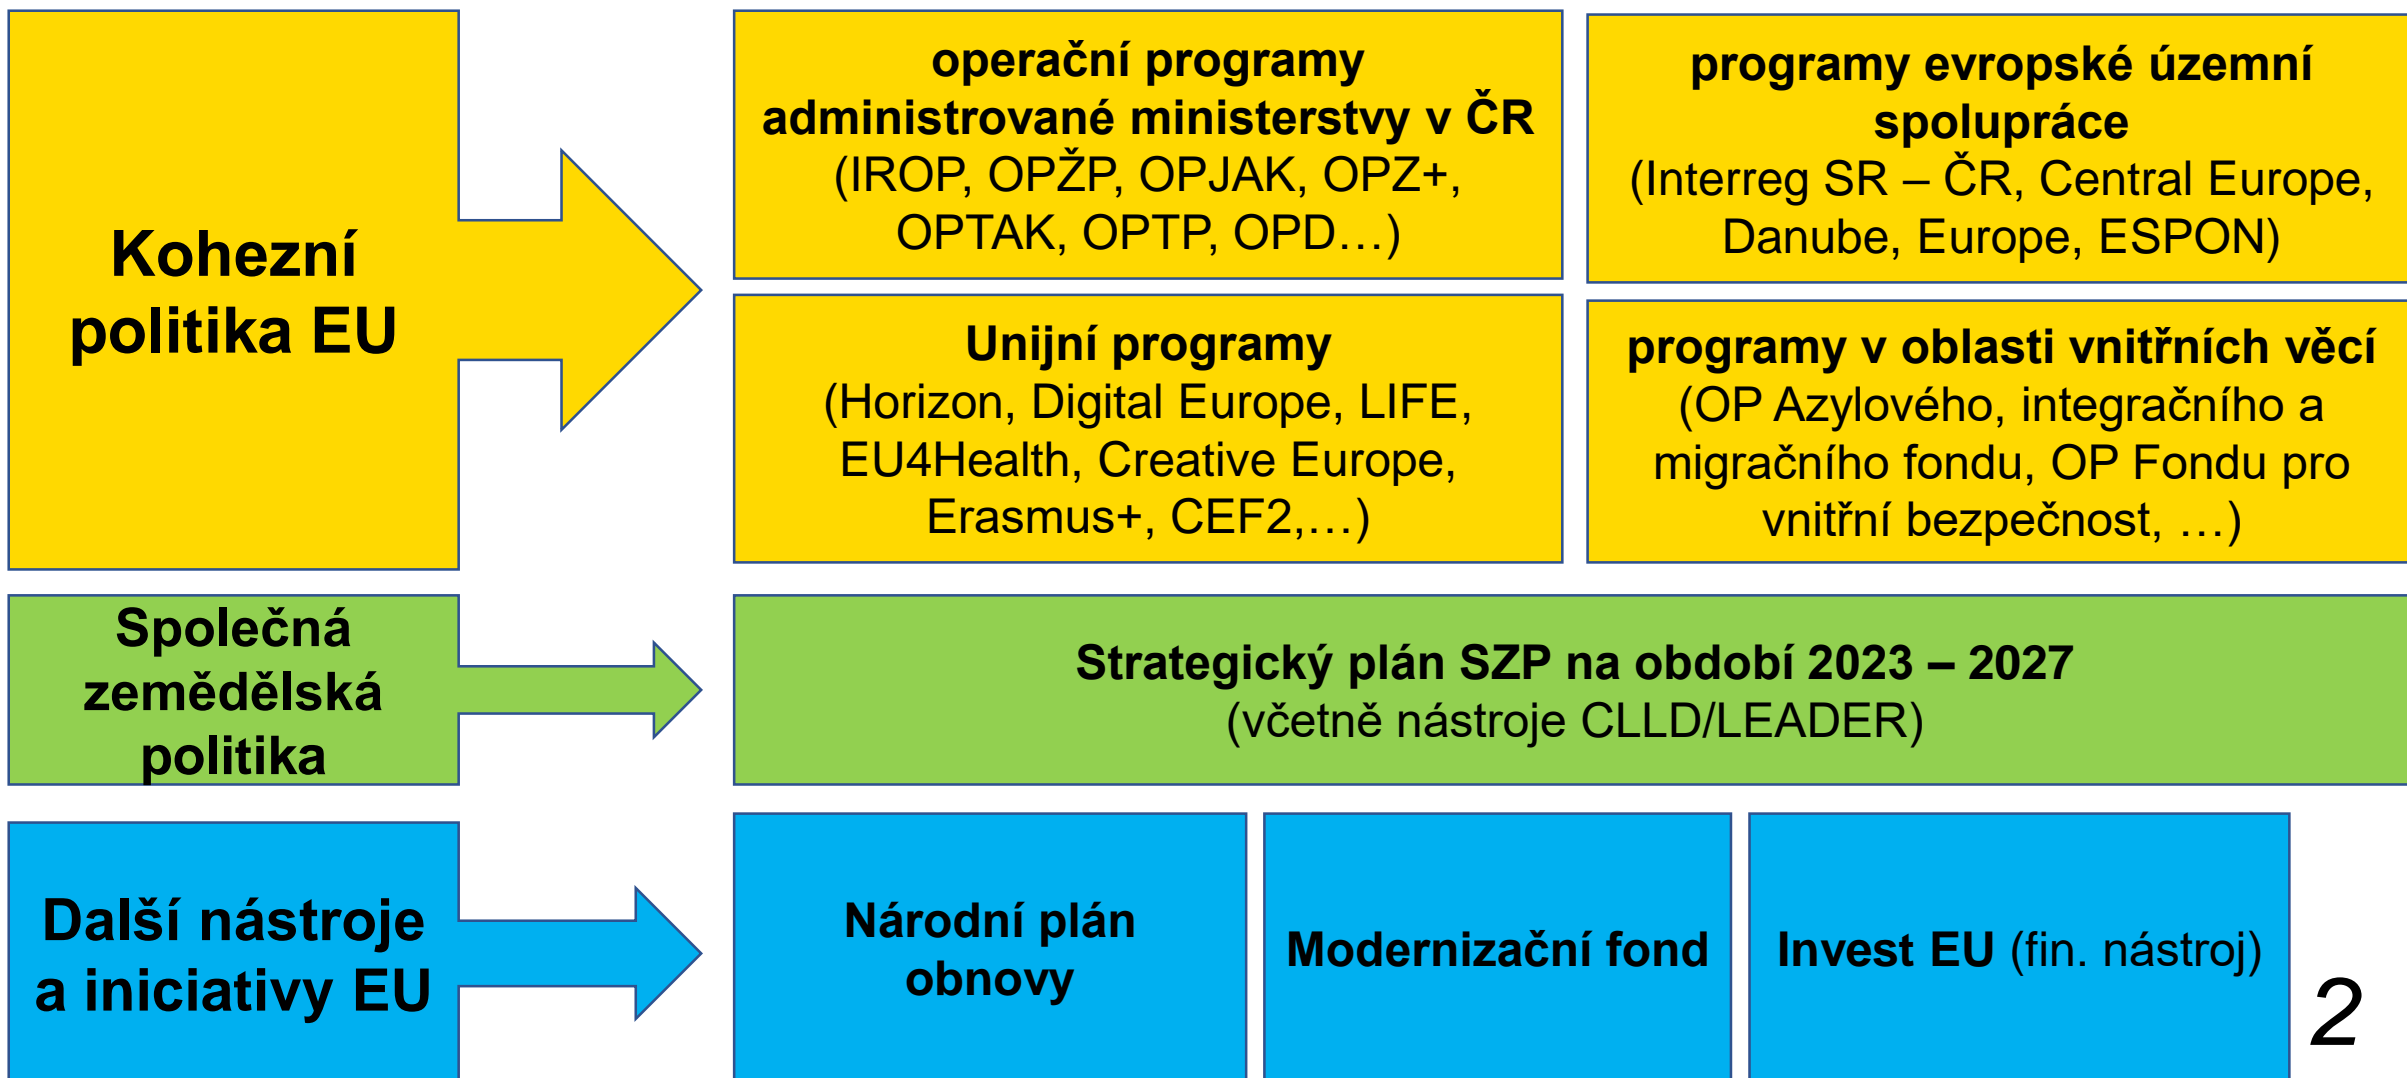 Kohezní
politika EU
operační programy
administrované ministerstvy v ČR
(IROP, OPŽP, OPJAK, OPZ+,
OPTAK, OPTP, OPD…)
programy evropské územní
spolupráce
(Interreg SR – ČR, Central Europe,
Danube, Europe, ESPON)
Unijní programy
(Horizon, Digital Europe, LIFE,
EU4Health, Creative Europe,
Erasmus+, CEF2,…)
programy v oblasti vnitřních věcí
(OP Azylového, integračního a
migračního fondu, OP Fondu pro
vnitřní bezpečnost, …)
Společná
zemědělská
politika
Strategický plán SZP na období 2023 – 2027
(včetně nástroje CLLD/LEADER)
Další nástroje
a iniciativy EU
Národní plán
obnovy
Modernizační fond
Invest EU (fin. nástroj)
2